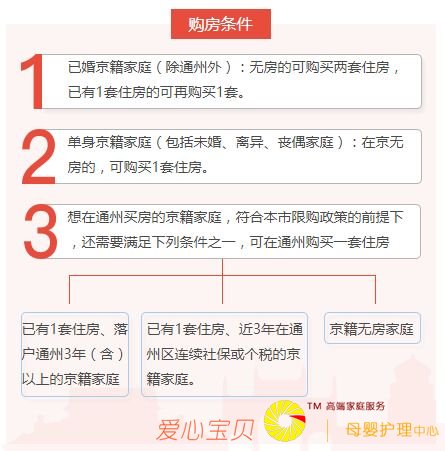 购房条件
1 已婚京籍家庭（除通州外）：无房的可购买两套住房，
已有1套住房的可再购买1套。
2 单身京籍家庭（包括未婚、离异、丧偶家庭）：在京无
房的，可购买1套住房。
3 想在通州买房的京籍家庭，符合本市限购政策的前提下
，还需要满足下列条件之一，可在通州购买一套住房
已有1套住房、落
户通州3年（含）
以上的京籍家庭
已有1套住房、近3年在通
州区连续社保或个税的京
籍家庭。
京籍无房家庭
爱心宝贝
TM 高端家庭服务
母婴护理中心